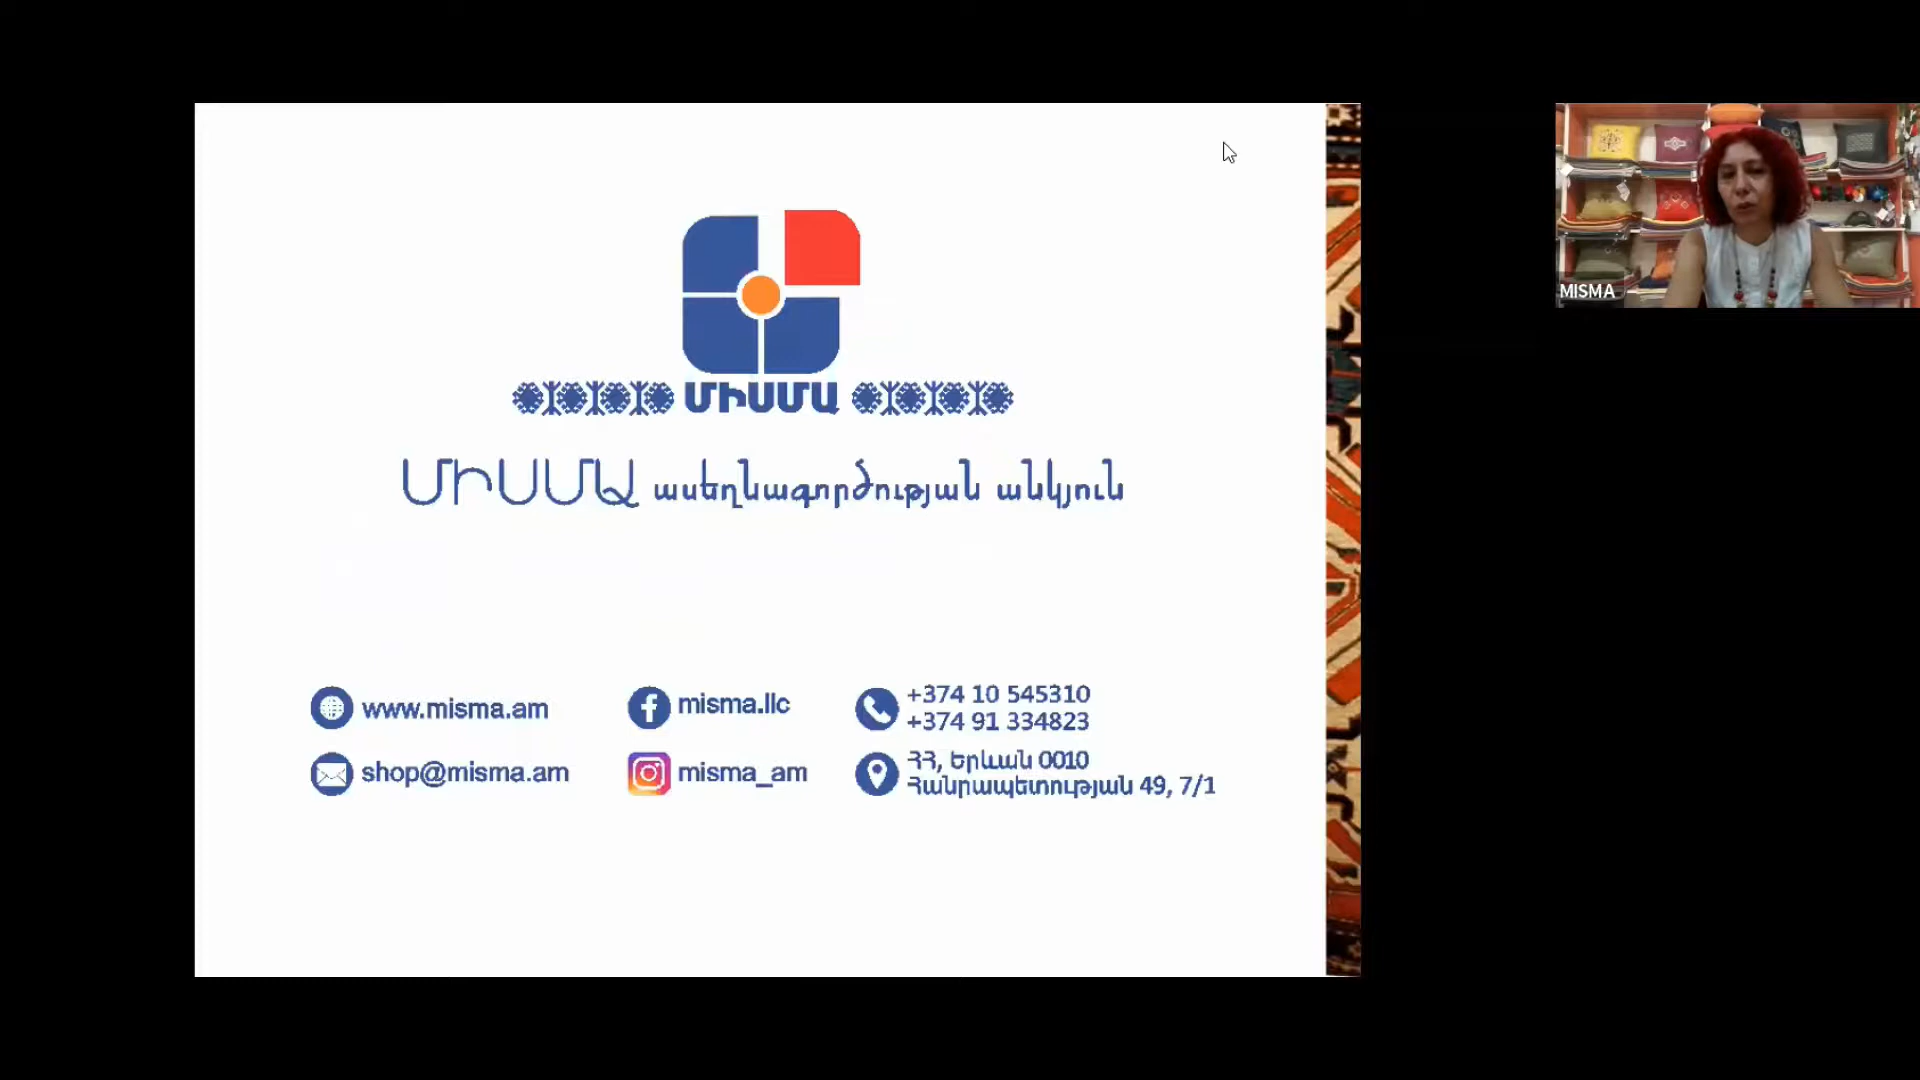 ՄԻՍՄԱ
ՄԻՍՄԱ ասեղնագործության անկյուն
www.misma.am
misma.llc
+374 10 545310
+374 91 334823
shop@misma.am
misma_am
ՀՀ, Երևան 0010
Հանրապետության 49, 7/1
MISMA